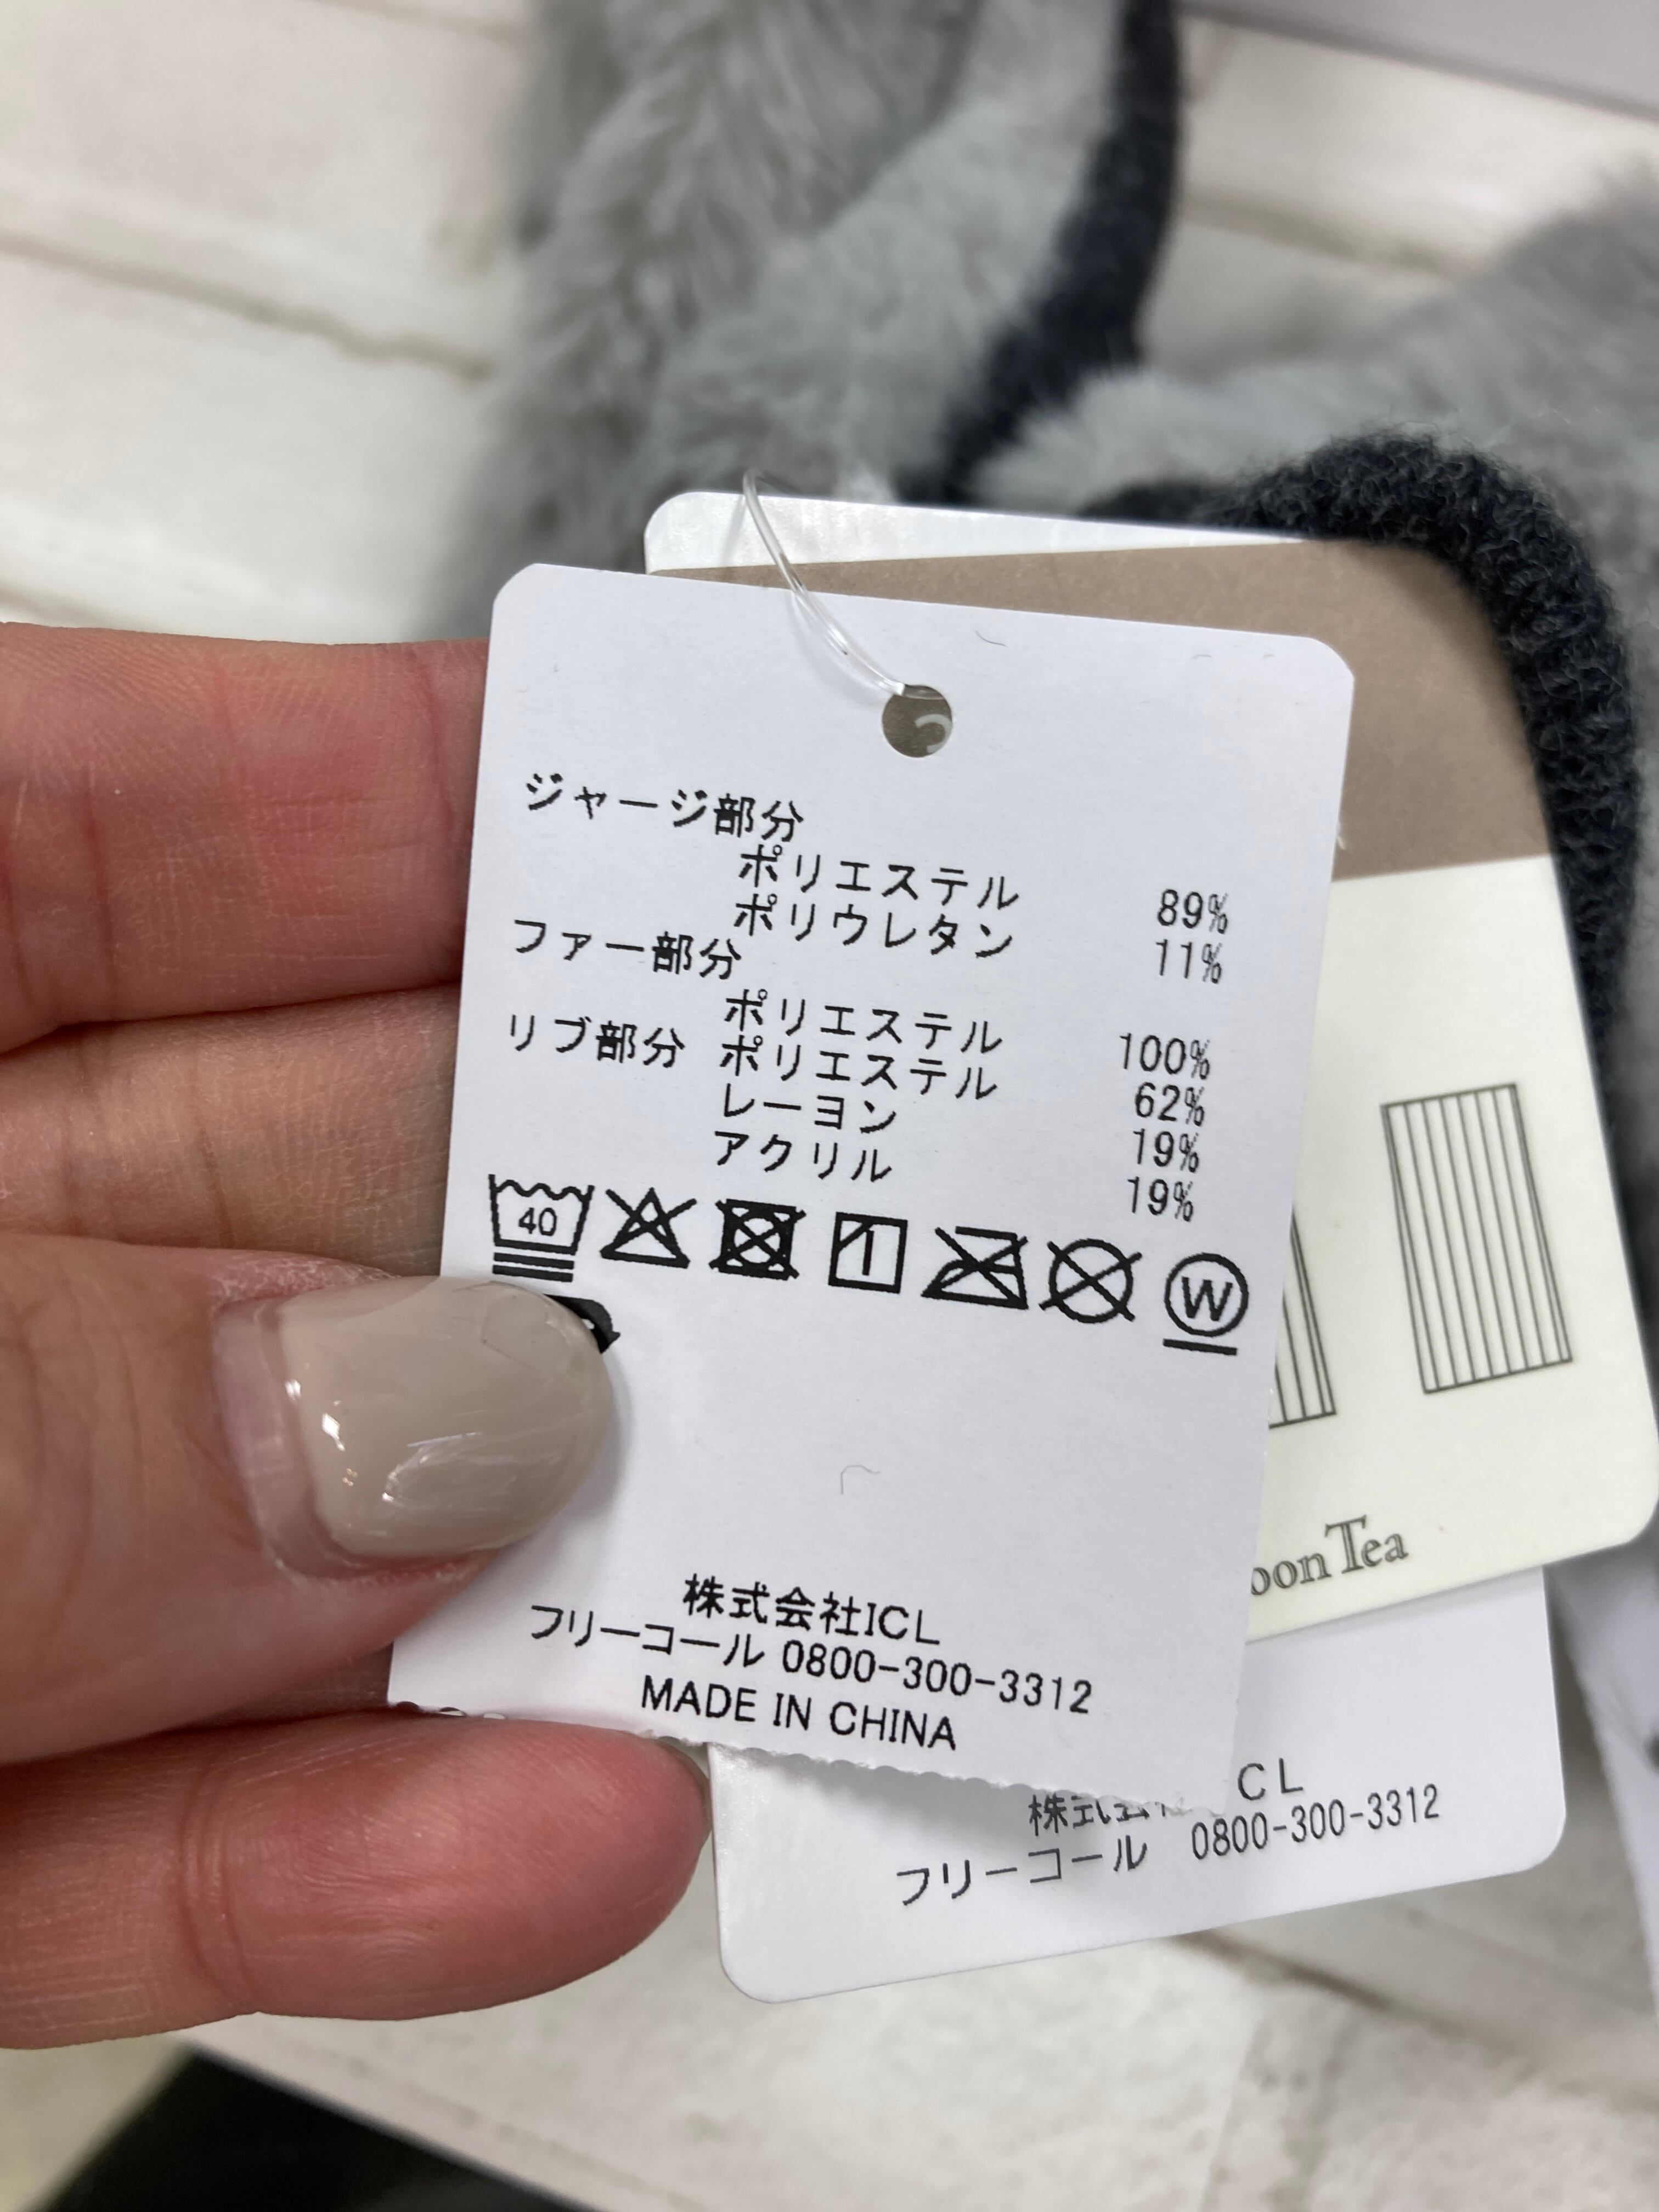 ジャージ部分
ポリエステル 89%
ポリウレタン 11%
ファー部分
ポリエステル 100%
リブ部分 ポリエステル 62%
レーヨン 19%
アクリル 19%
40
W
株式会社ICL
フリーコール 0800-300-3312
MADE IN CHINA
oon Tea
CL
フリーコール 0800-300-3312